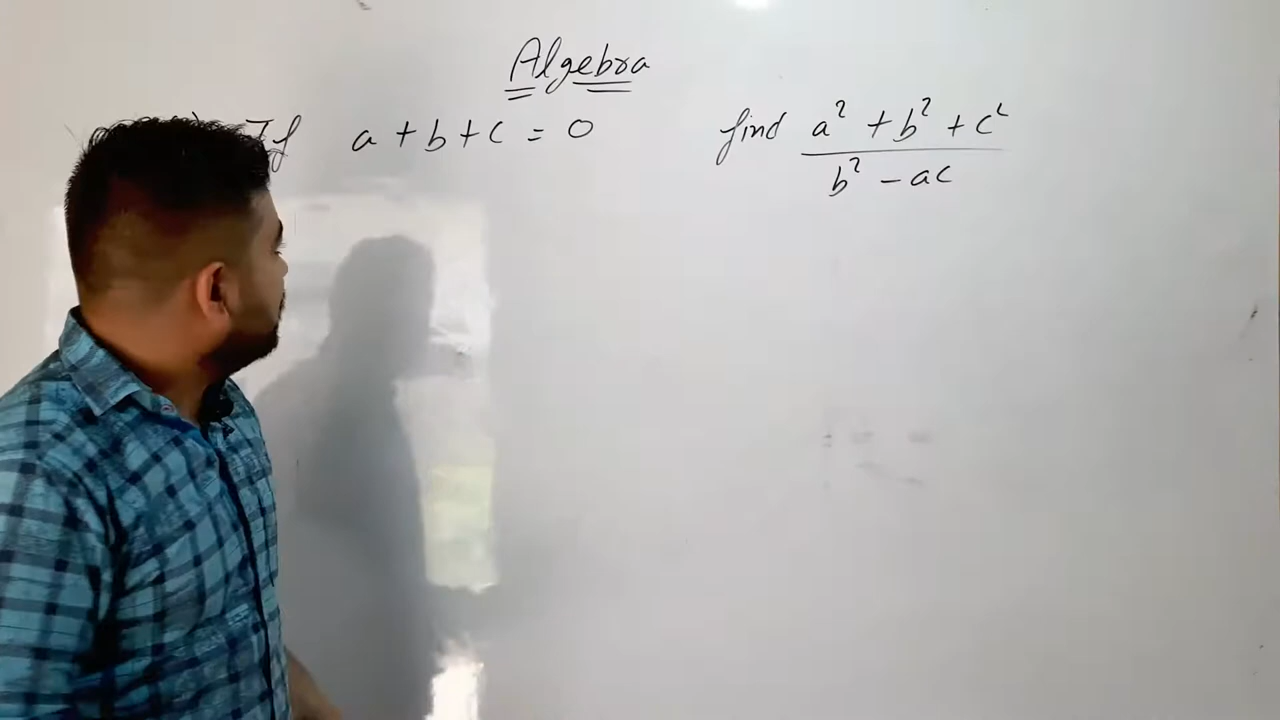 Algebra
If a + b + c = 0 find a² + b² + c²
b² - ac